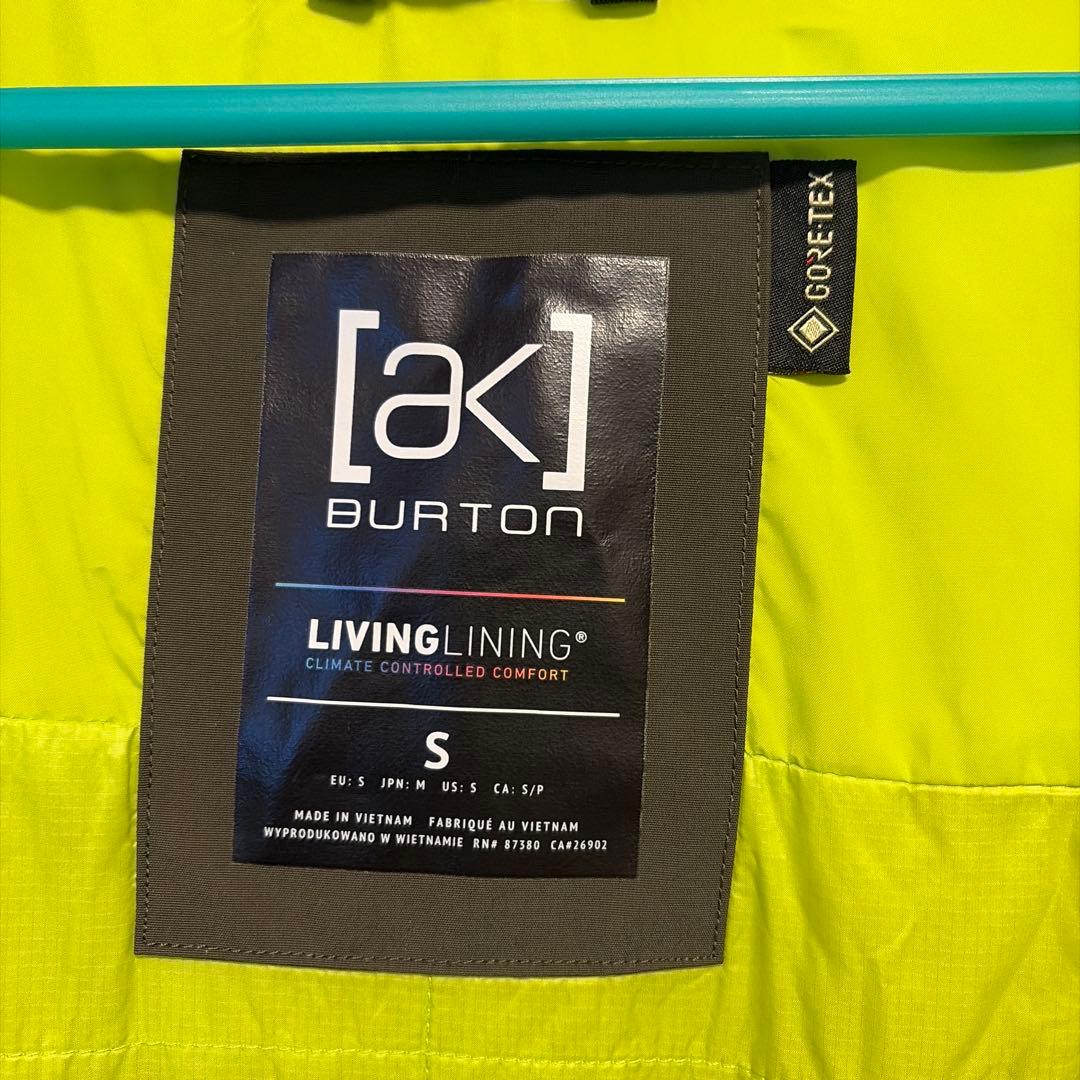 [ak]
BURTON
LIVINGLINING®
CLIMATE CONTROLLED COMFORT
S
EU: S JPN: M US: S CA: S/P
MADE IN VIETNAM FABRIQUÉ AU VIETNAM
WYPRODUKOWANO W WIETNAMIE RN# 87380 CA#26902
GORE-TEX